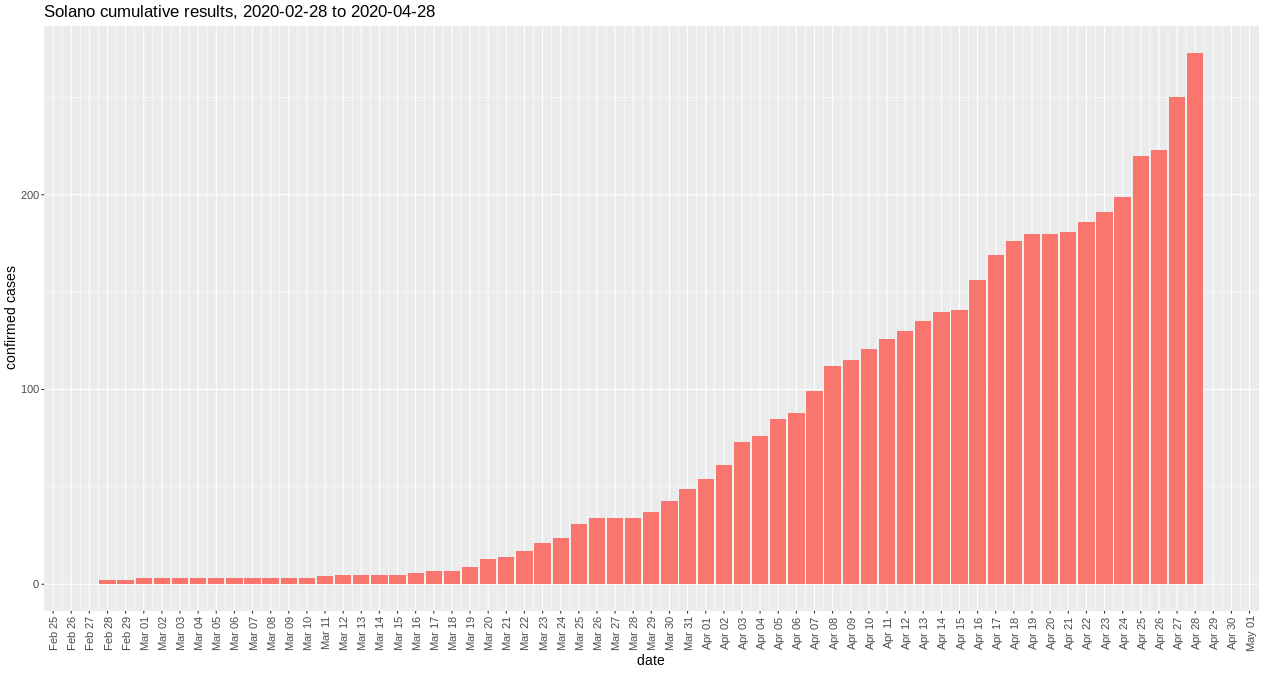 Solano cumulative results, 2020-02-28 to 2020-04-28
confirmed cases
200
100
0
Feb 25
Feb 26
Feb 27
Feb 28
Feb 29
Mar 01
Mar 02
Mar 03
Mar 04
Mar 05
Mar 06
Mar 07
Mar 08
Mar 09
Mar 10
Mar 11
Mar 12
Mar 13
Mar 14
Mar 15
Mar 16
Mar 17
Mar 18
Mar 19
Mar 20
Mar 21
Mar 22
Mar 23
Mar 24
Mar 25
Mar 26
Mar 27
Mar 28
Mar 29
Mar 30
Mar 31
Apr 01
Apr 02
Apr 03
Apr 04
Apr 05
Apr 06
Apr 07
Apr 08
Apr 09
Apr 10
Apr 11
Apr 12
Apr 13
Apr 14
Apr 15
Apr 16
Apr 17
Apr 18
Apr 19
Apr 20
Apr 21
Apr 22
Apr 23
Apr 24
Apr 25
Apr 26
Apr 27
Apr 28
Apr 29
Apr 30
May 01
date